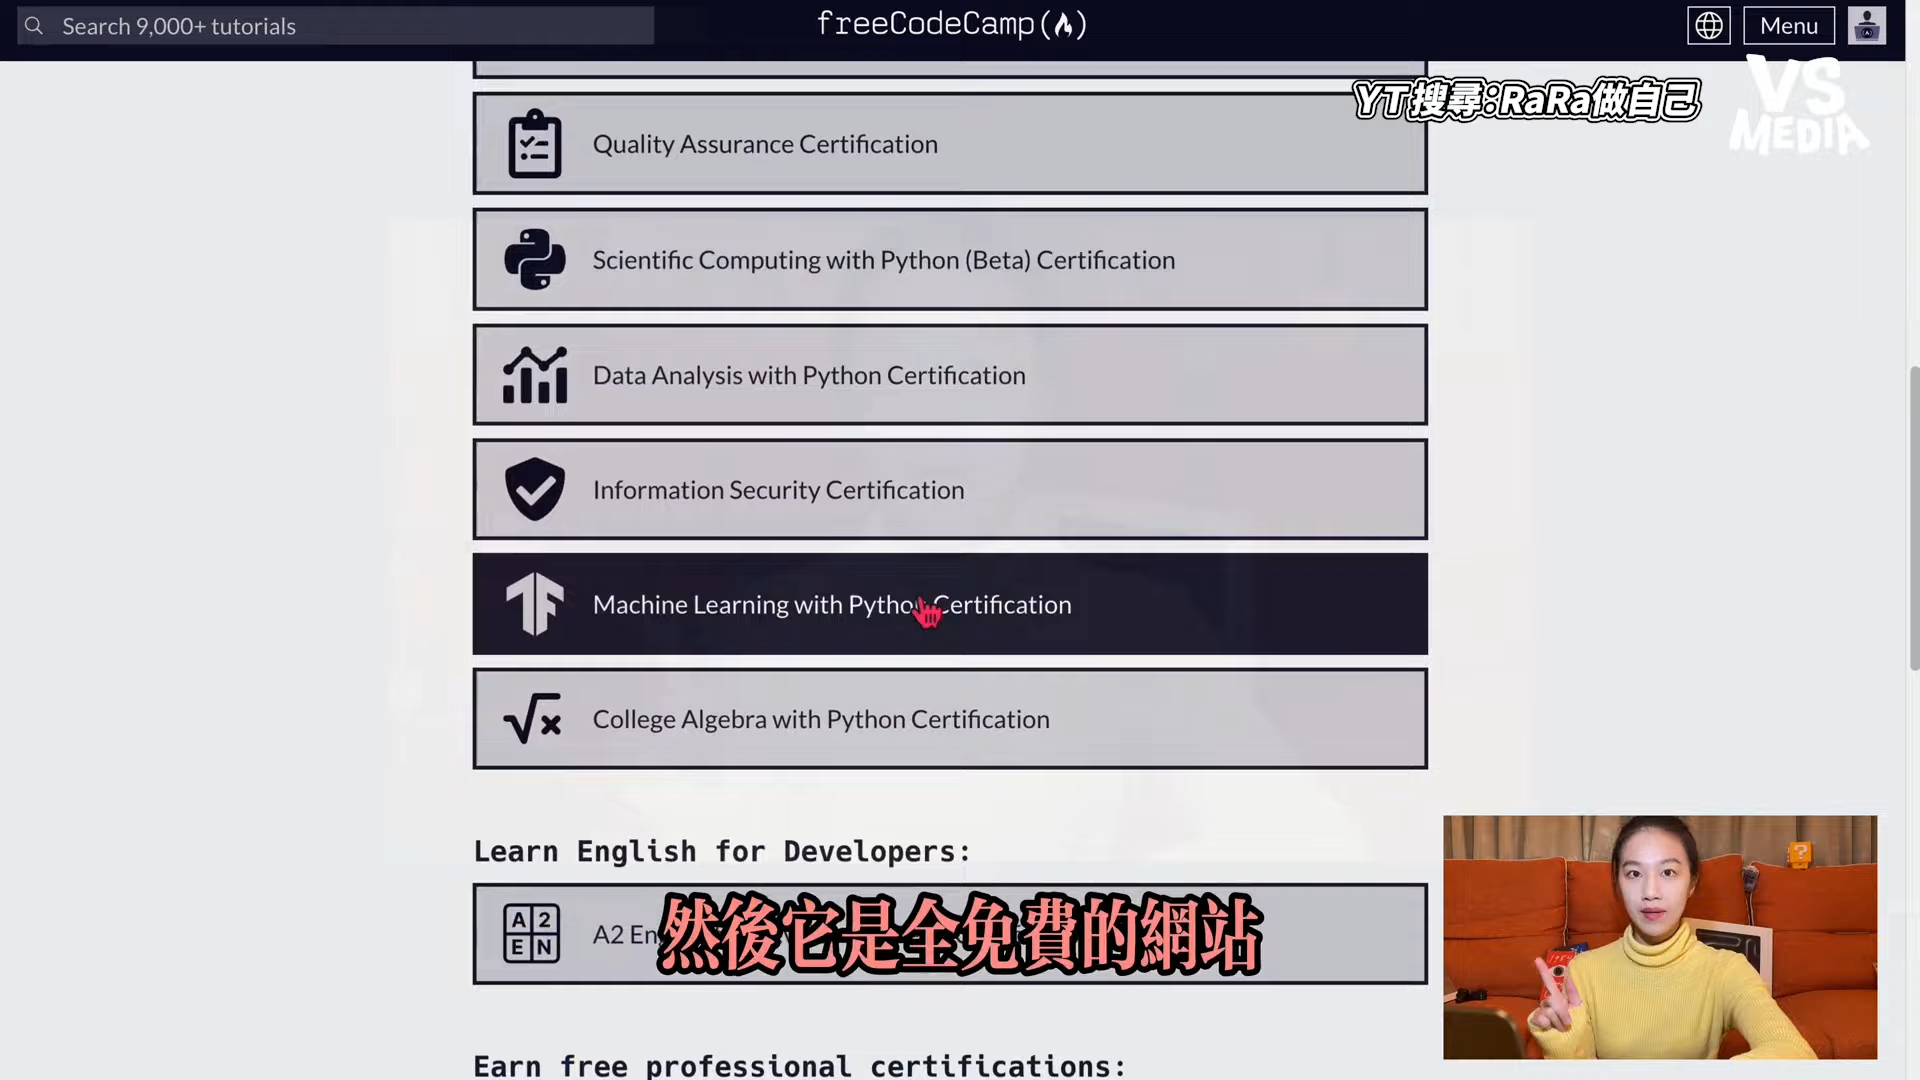 Search 9,000+ tutorials
freeCodeCamp
Menu
YT搜尋:RaRa做自己
VS MEDIA
Quality Assurance Certification
Scientific Computing with Python (Beta) Certification
Data Analysis with Python Certification
Information Security Certification
Machine Learning with Python Certification
College Algebra with Python Certification
Learn English for Developers:
A2 EN
A2 En
然後它是全免費的網站
Earn free professional certifications: